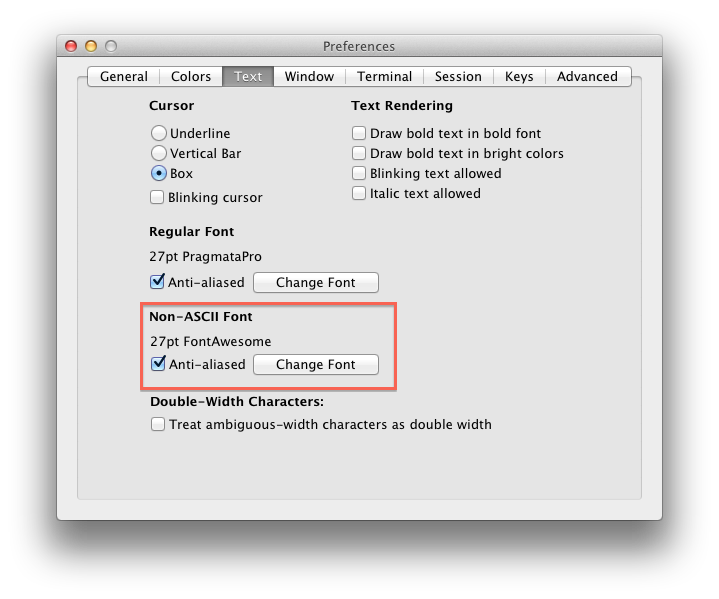 Preferences
General Colors Text Window Terminal Session Keys Advanced
Cursor
Underline
Vertical Bar
Box
Blinking cursor
Text Rendering
Draw bold text in bold font
Draw bold text in bright colors
Blinking text allowed
Italic text allowed
Regular Font
27pt PragmataPro
Anti-aliased Change Font
Non-ASCII Font
27pt FontAwesome
Anti-aliased Change Font
Double-Width Characters:
Treat ambiguous-width characters as double width